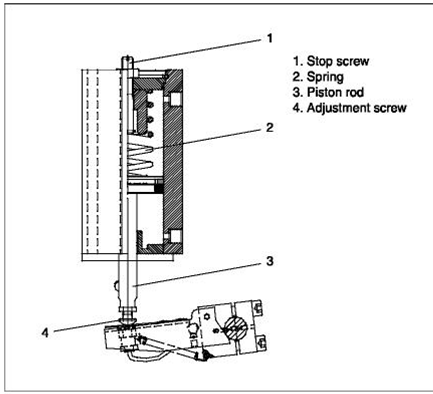 1
1. Stop screw
2. Spring
3. Piston rod
4. Adjustment screw
2
3
4